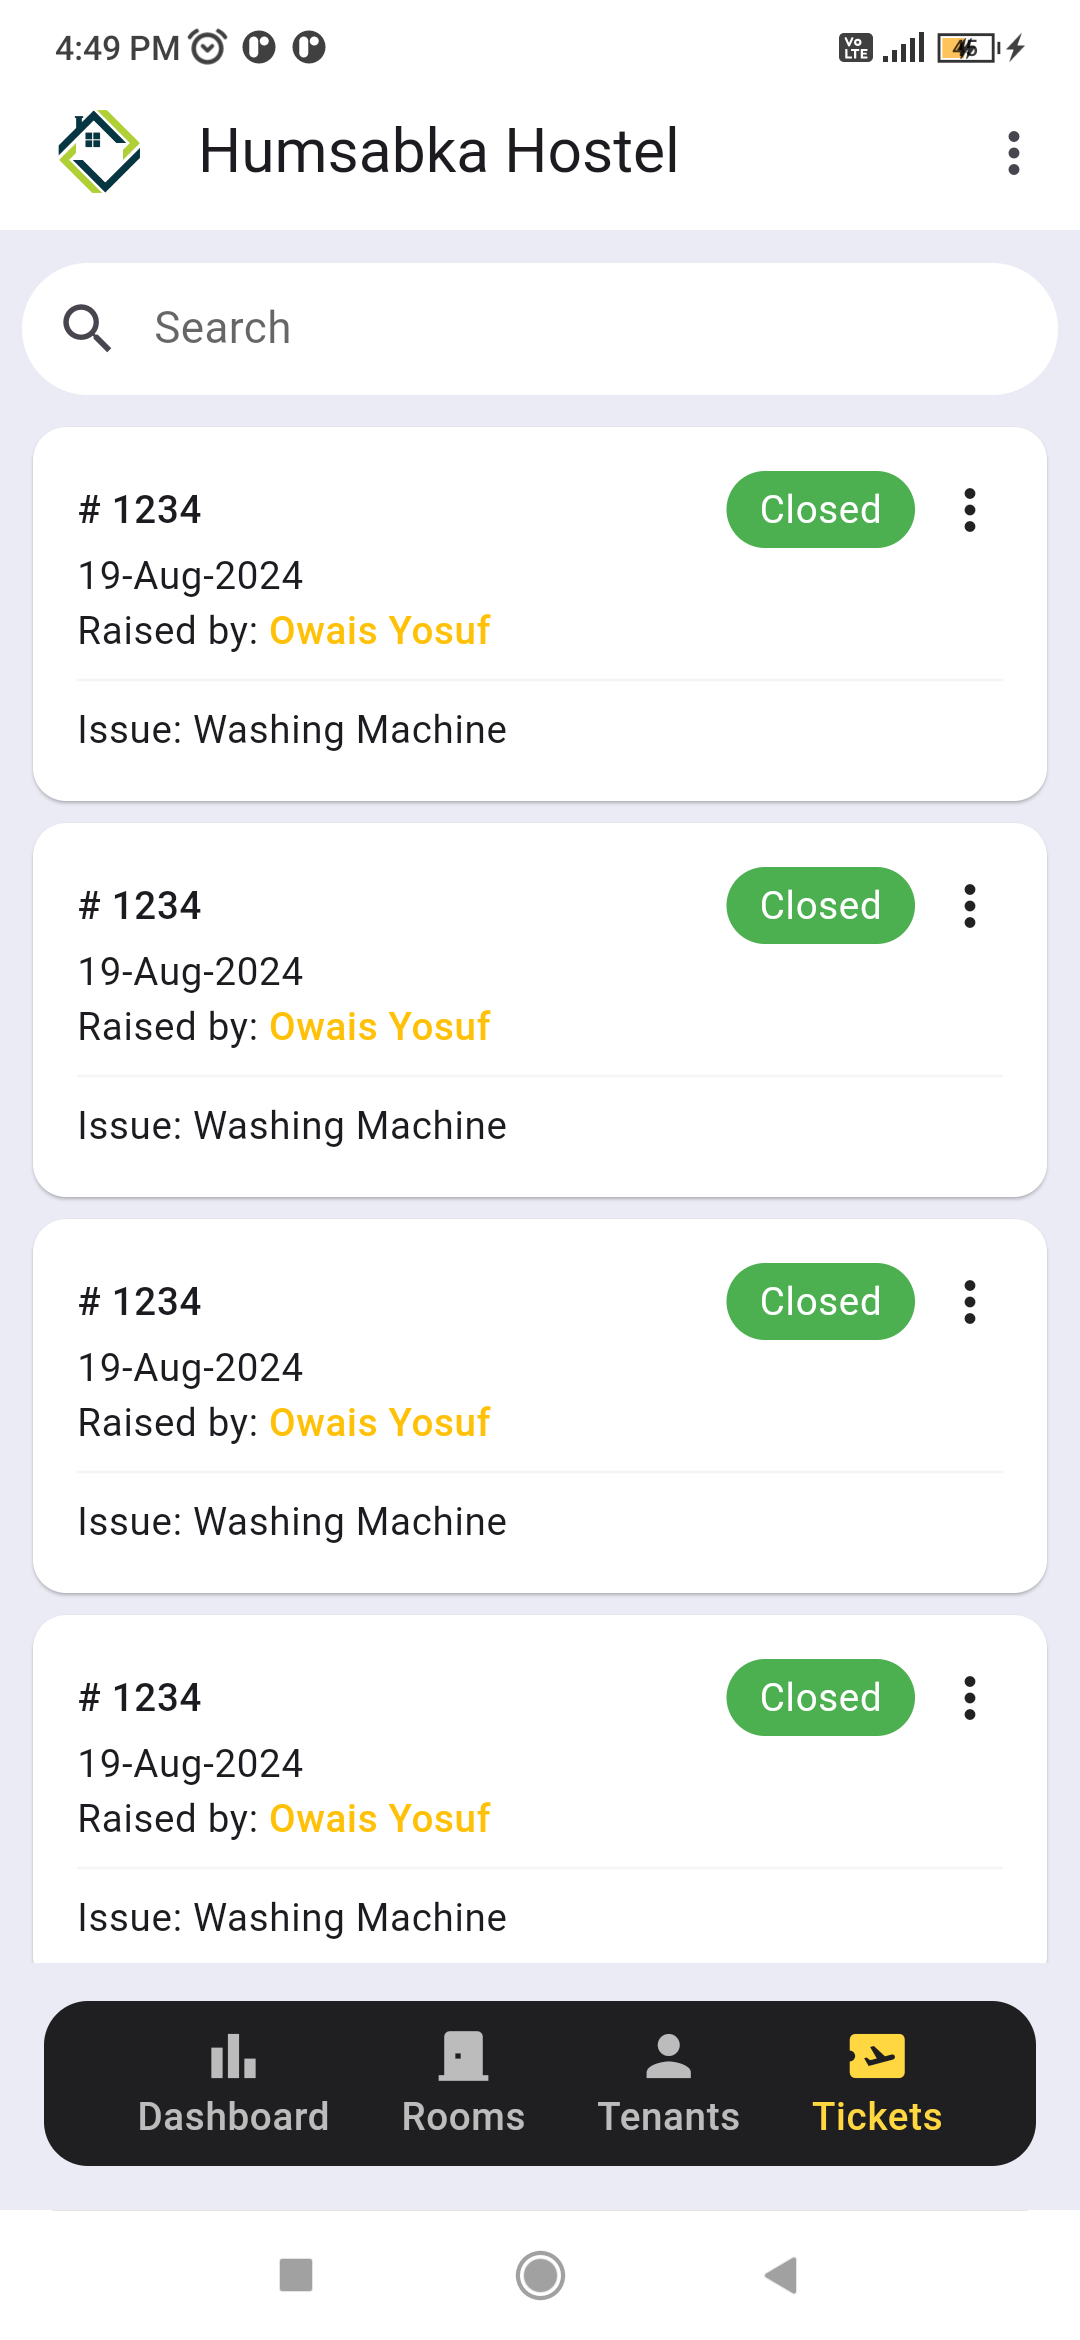 4:49 PM
Vo LTE
45
Humsabka Hostel
Search
# 1234
Closed
19-Aug-2024
Raised by: Owais Yosuf
Issue: Washing Machine
# 1234
Closed
19-Aug-2024
Raised by: Owais Yosuf
Issue: Washing Machine
# 1234
Closed
19-Aug-2024
Raised by: Owais Yosuf
Issue: Washing Machine
# 1234
Closed
19-Aug-2024
Raised by: Owais Yosuf
Issue: Washing Machine
Dashboard Rooms Tenants Tickets